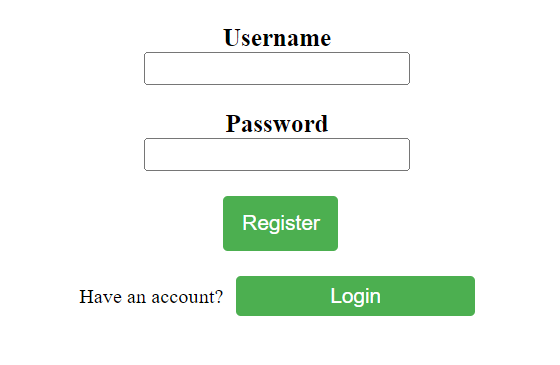 Username
Password
Register
Have an account? Login